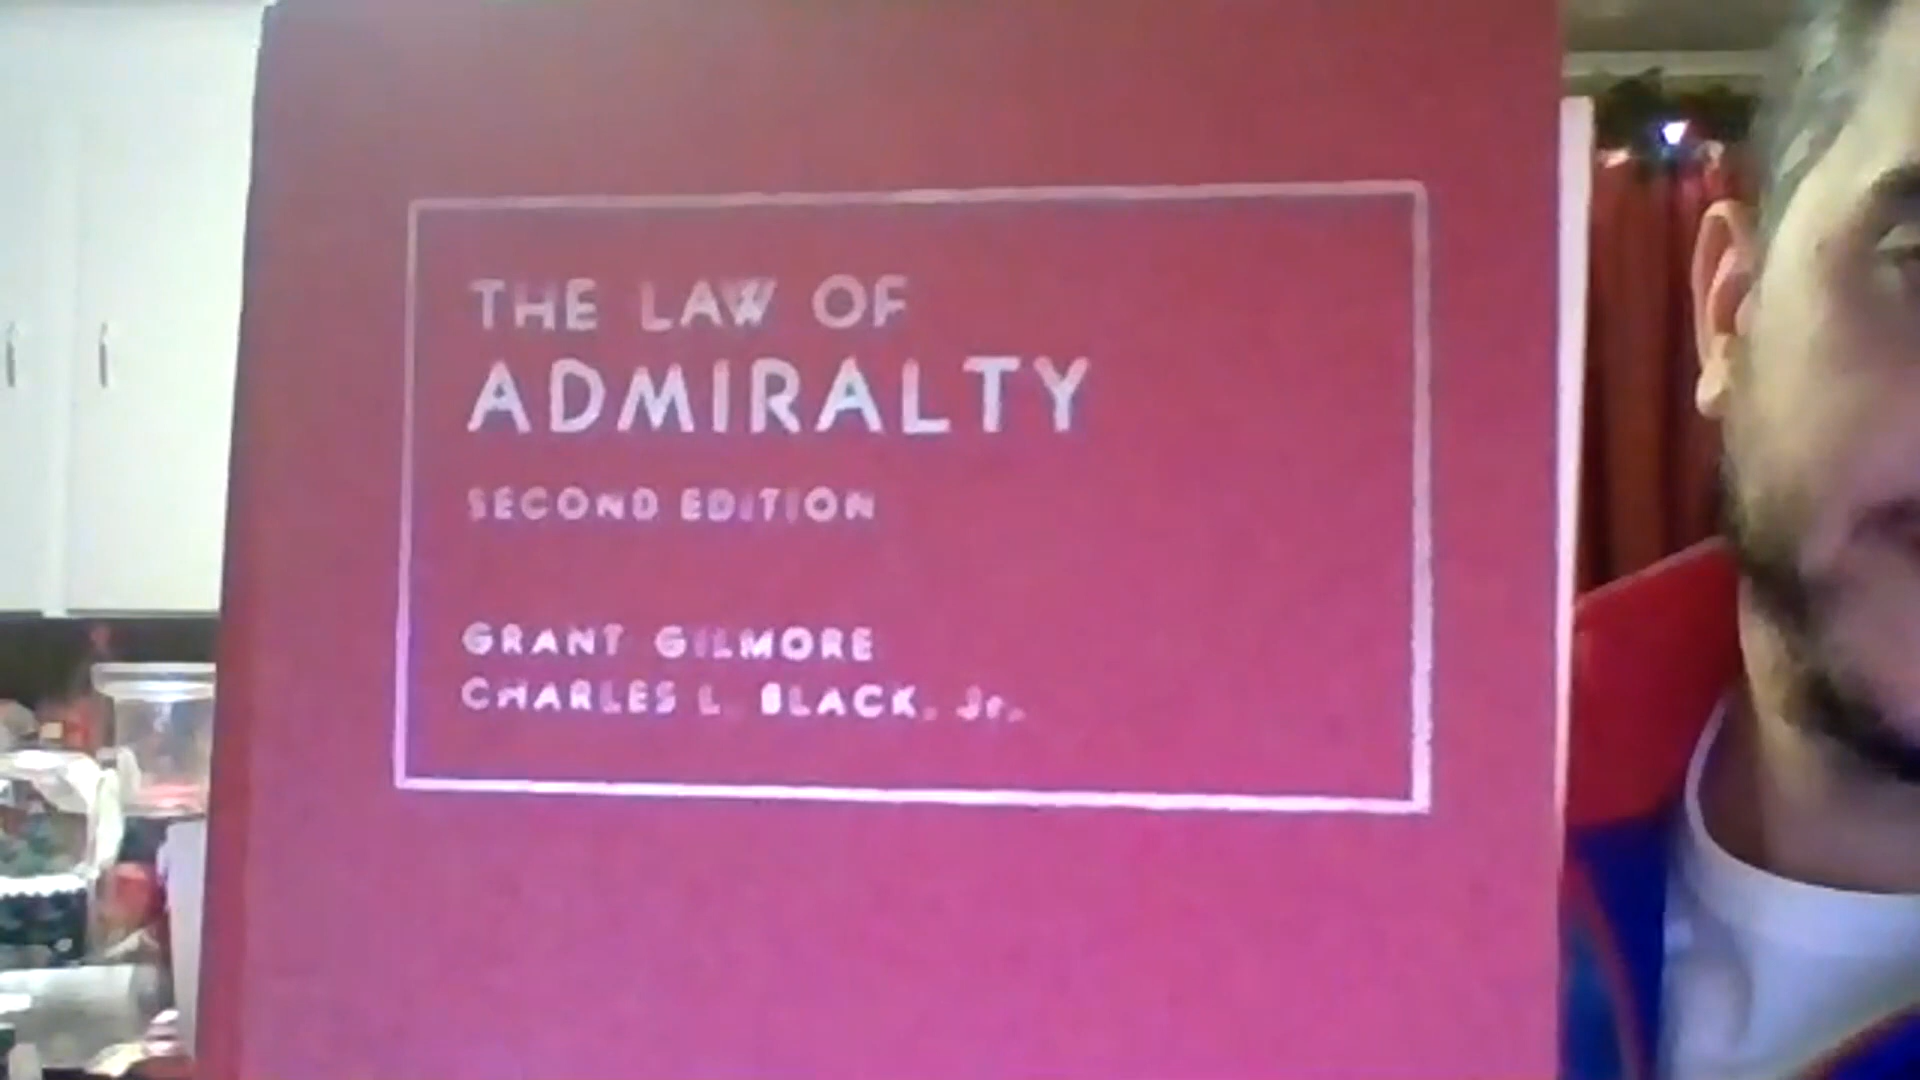 THE LAW OF
ADMIRALTY
SECOND EDITION
GRANT GILMORE
CHARLES L. BLACK, Jr.